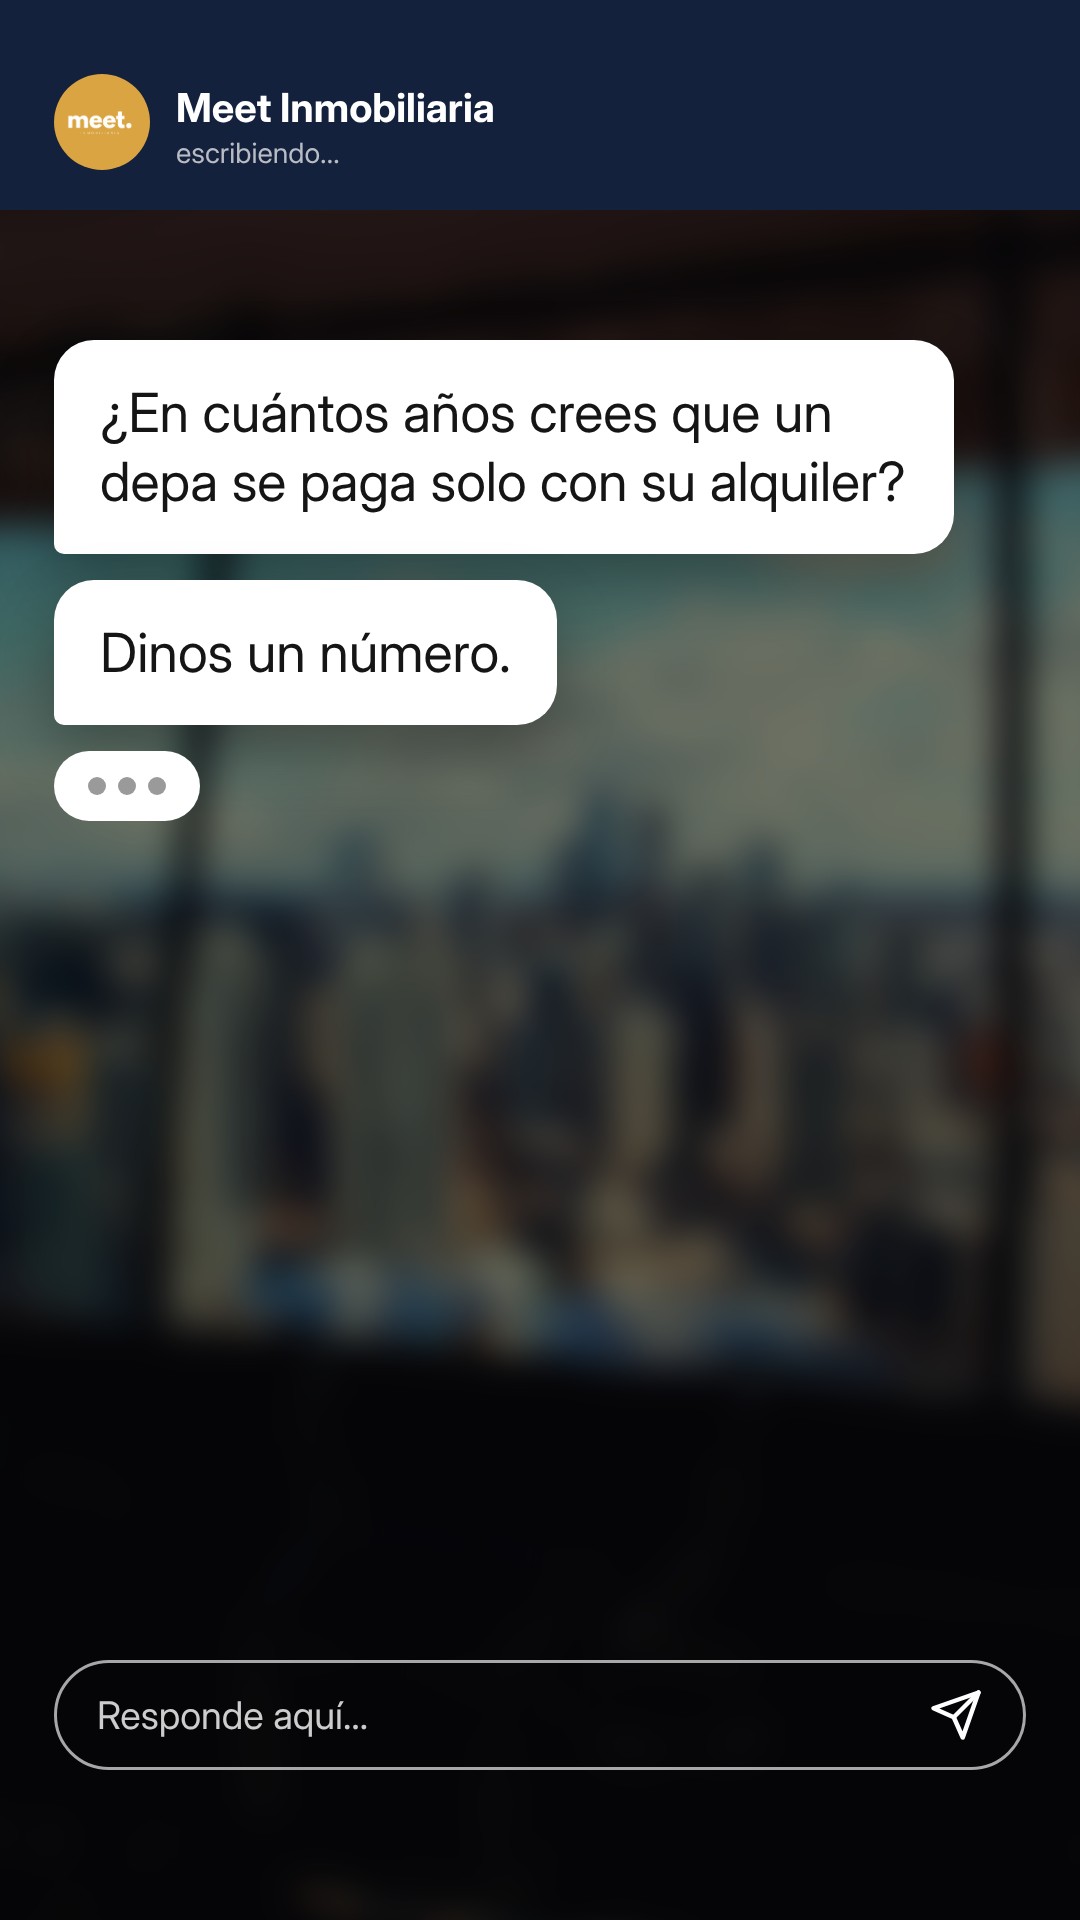 meet.
Meet Inmobiliaria
escribiendo...
¿En cuántos años crees que un
depa se paga solo con su alquiler?
Dinos un número.
Responde aquí...